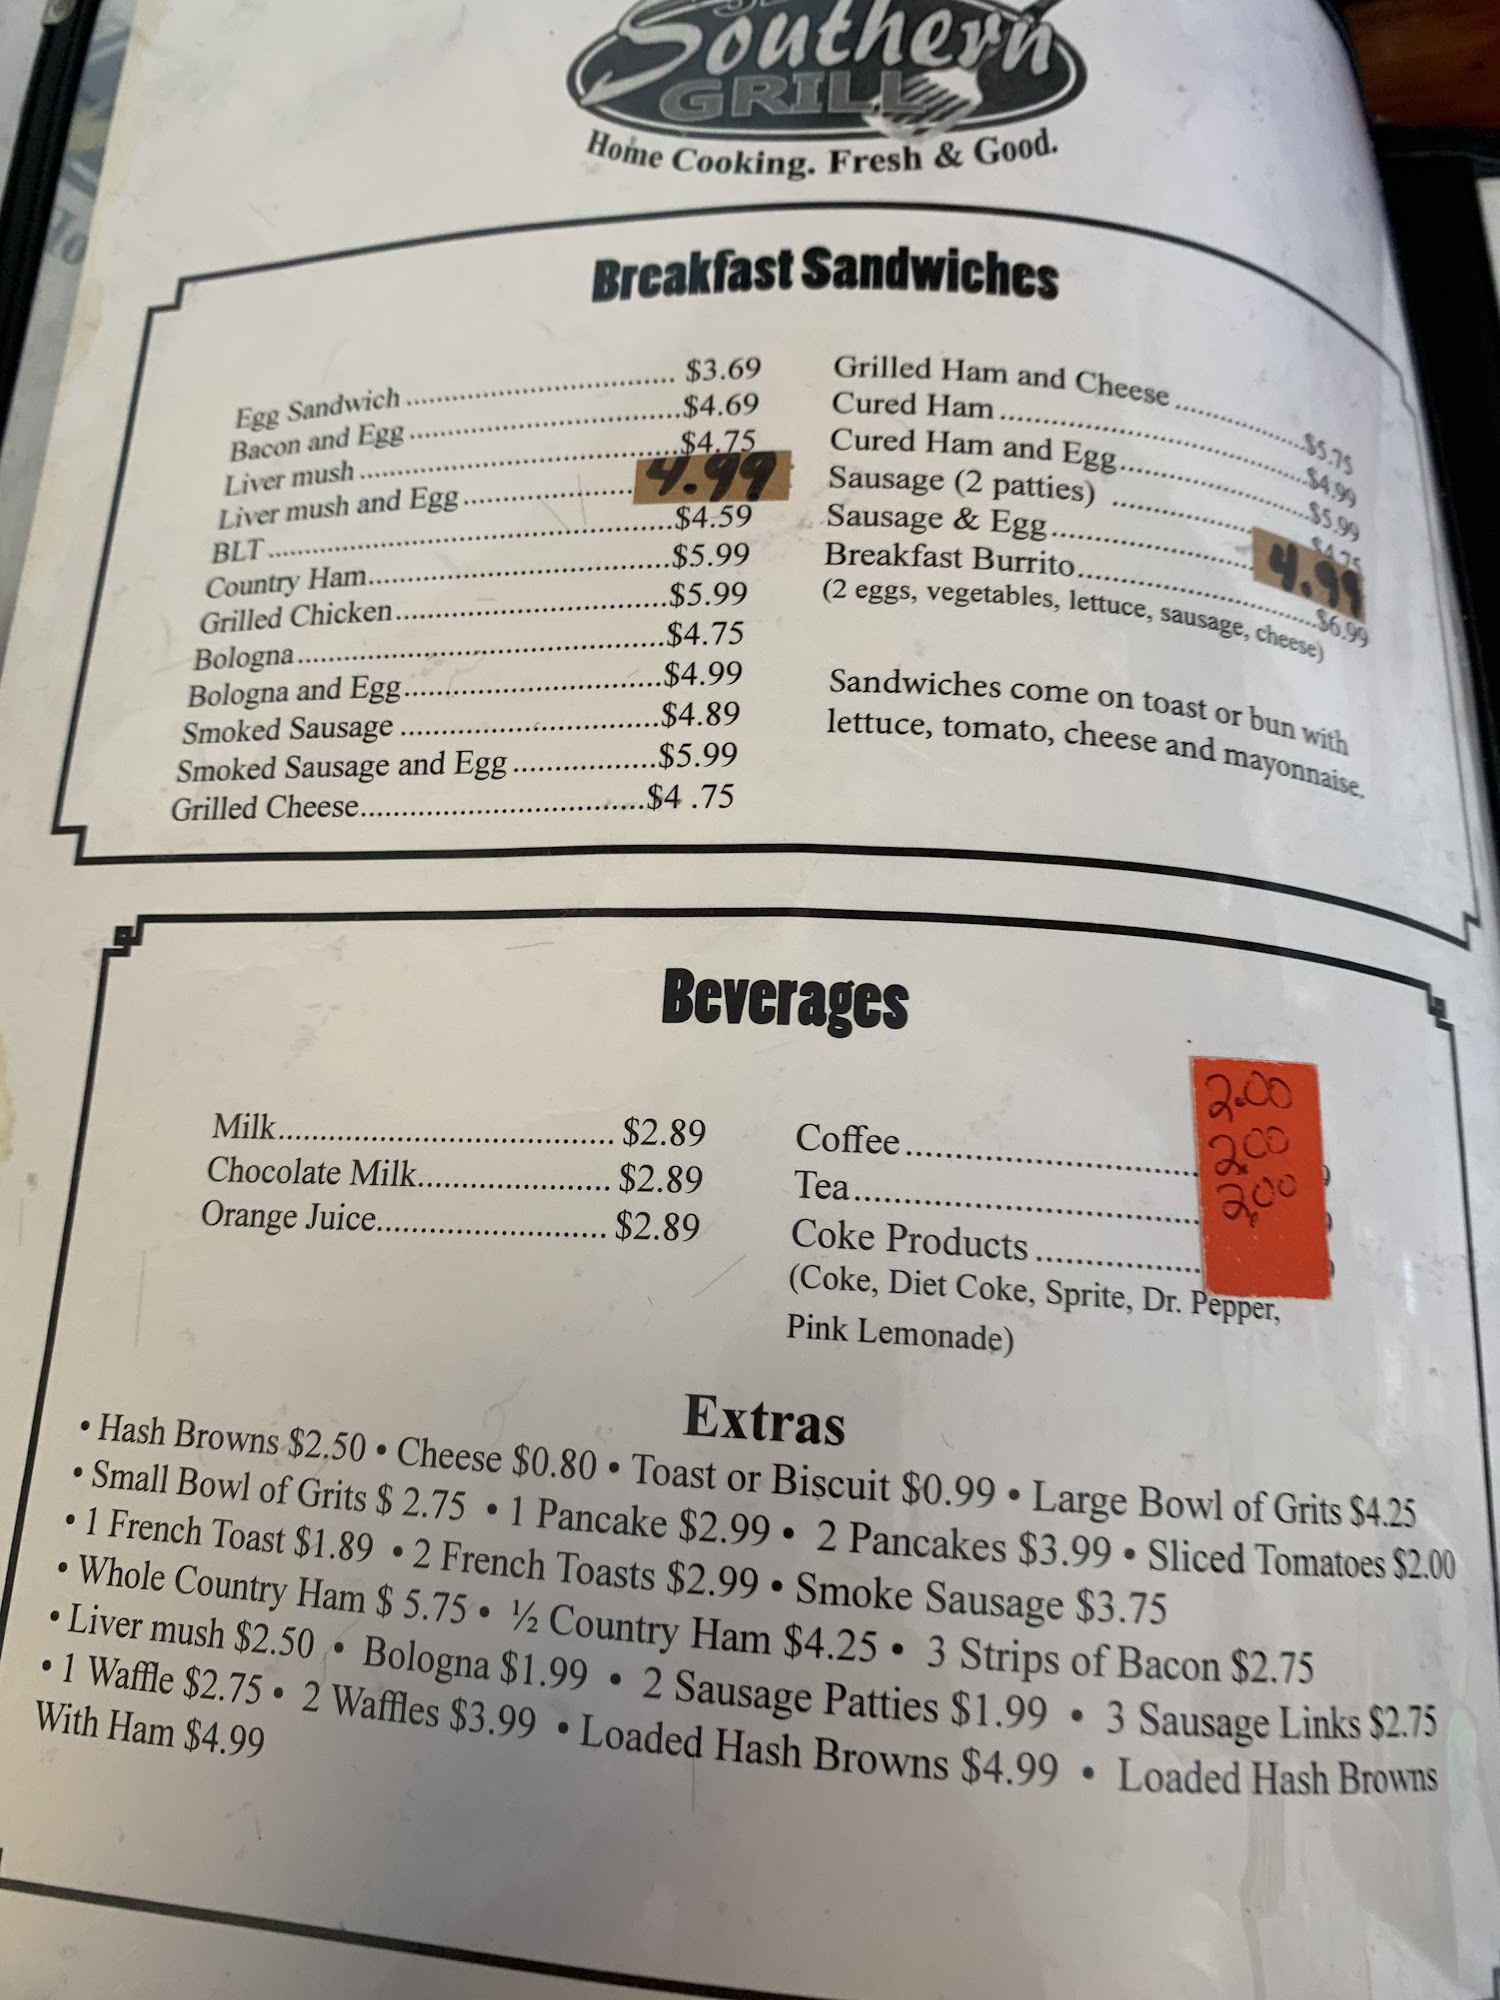 Southern
GRILL
Home Cooking. Fresh & Good.
Breakfast Sandwiches
Egg Sandwich ................................ $3.69
Bacon and Egg ................................$4.69
Liver mush ................................$4.75
Liver mush and Egg ..................... 4.99
BLT ................................$4.59
Country Ham................................$5.99
Grilled Chicken................................$5.99
Bologna................................$4.75
Bologna and Egg................................$4.99
Smoked Sausage ................................$4.89
Smoked Sausage and Egg ..................$5.99
Grilled Cheese................................$4 .75
Grilled Ham and Cheese ................$5.75
Cured Ham ................................$4.99
Cured Ham and Egg........................$5.99
Sausage (2 patties) ........................$4.75
Sausage & Egg........................ 4.99
Breakfast Burrito........................$6.99
(2 eggs, vegetables, lettuce, sausage, cheese)
Sandwiches come on toast or bun with
lettuce, tomato, cheese and mayonnaise.
Beverages
Milk................................ $2.89
Chocolate Milk........................ $2.89
Orange Juice........................ $2.89
Coffee................................ 2.00
Tea................................ 2.00
Coke Products .................... 2.00
(Coke, Diet Coke, Sprite, Dr. Pepper,
Pink Lemonade)
Extras
• Hash Browns $2.50 • Cheese $0.80 • Toast or Biscuit $0.99 • Large Bowl of Grits $4.25
• Small Bowl of Grits $ 2.75 • 1 Pancake $2.99 • 2 Pancakes $3.99 • Sliced Tomatoes $2.00
• 1 French Toast $1.89 • 2 French Toasts $2.99 • Smoke Sausage $3.75
• Whole Country Ham $ 5.75 • ½ Country Ham $4.25 • 3 Strips of Bacon $2.75
• Liver mush $2.50 • Bologna $1.99 • 2 Sausage Patties $1.99 • 3 Sausage Links $2.75
• 1 Waffle $2.75 • 2 Waffles $3.99 • Loaded Hash Browns $4.99 • Loaded Hash Browns
With Ham $4.99